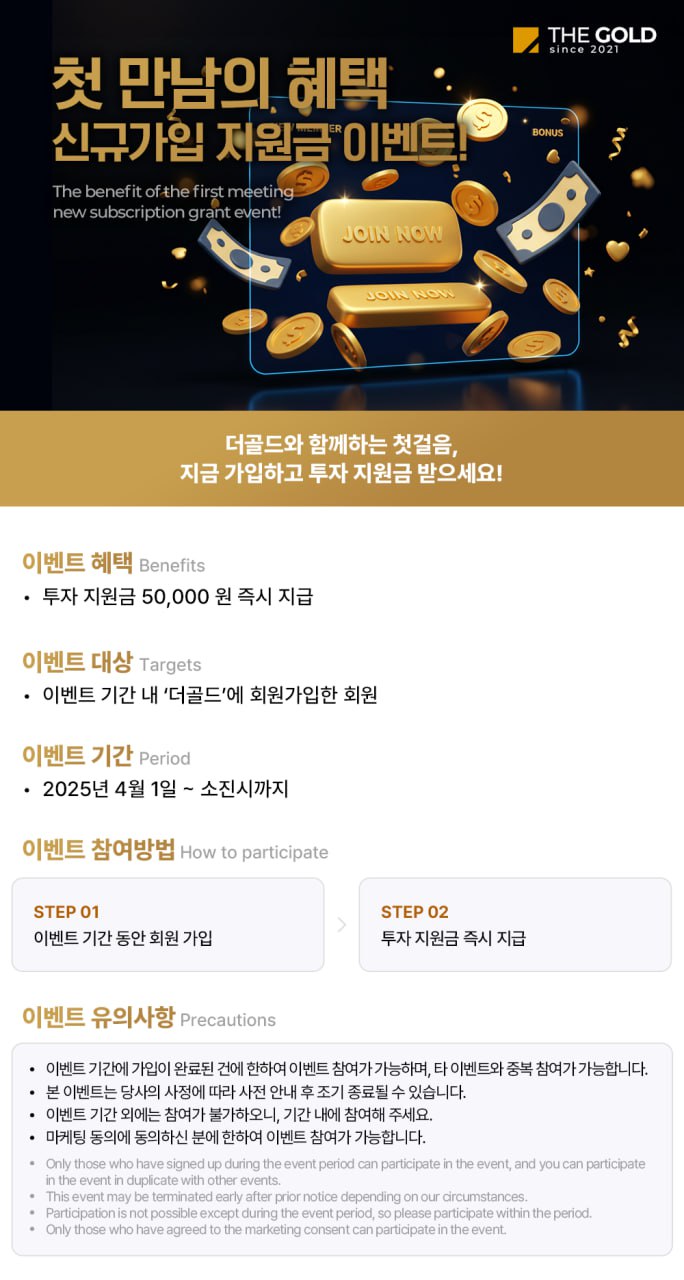 THE GOLD
since 2021
첫 만남의 혜택
신규가입 지원금 이벤트!
BONUS
The benefit of the first meeting
new subscription grant event!
JOIN NOW
JOIN NOW
더골드와 함께하는 첫걸음,
지금 가입하고 투자 지원금 받으세요!
이벤트 혜택 Benefits
• 투자 지원금 50,000 원 즉시 지급
이벤트 대상 Targets
• 이벤트 기간 내 ‘더골드’에 회원가입한 회원
이벤트 기간 Period
• 2025년 4월 1일 ~ 소진시까지
이벤트 참여방법 How to participate
STEP 01
이벤트 기간 동안 회원 가입
STEP 02
투자 지원금 즉시 지급
이벤트 유의사항 Precautions
• 이벤트 기간에 가입이 완료된 건에 한하여 이벤트 참여가 가능하며, 타 이벤트와 중복 참여가 가능합니다.
• 본 이벤트는 당사의 사정에 따라 사전 안내 후 조기 종료될 수 있습니다.
• 이벤트 기간 외에는 참여가 불가하오니, 기간 내에 참여해 주세요.
• 마케팅 동의에 동의하신 분에 한하여 이벤트 참여가 가능합니다.
• Only those who have signed up during the event period can participate in the event, and you can participate
in the event in duplicate with other events.
• This event may be terminated early after prior notice depending on our circumstances.
• Participation is not possible except during the event period, so please participate within the period.
• Only those who have agreed to the marketing consent can participate in the event.